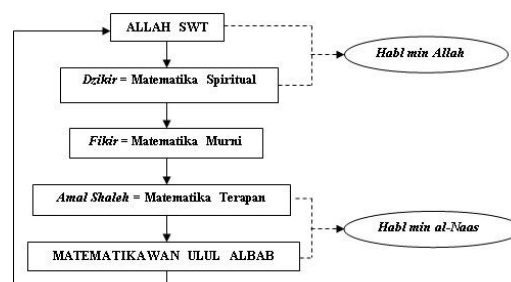 ALLAH SWT
Habl min Allah
Dzikir = Matematika Spiritual
Fikir = Matematika Murni
Amal Shaleh = Matematika Terapan
Habl min al-Naas
MATEMATIKAWAN ULUL ALBAB